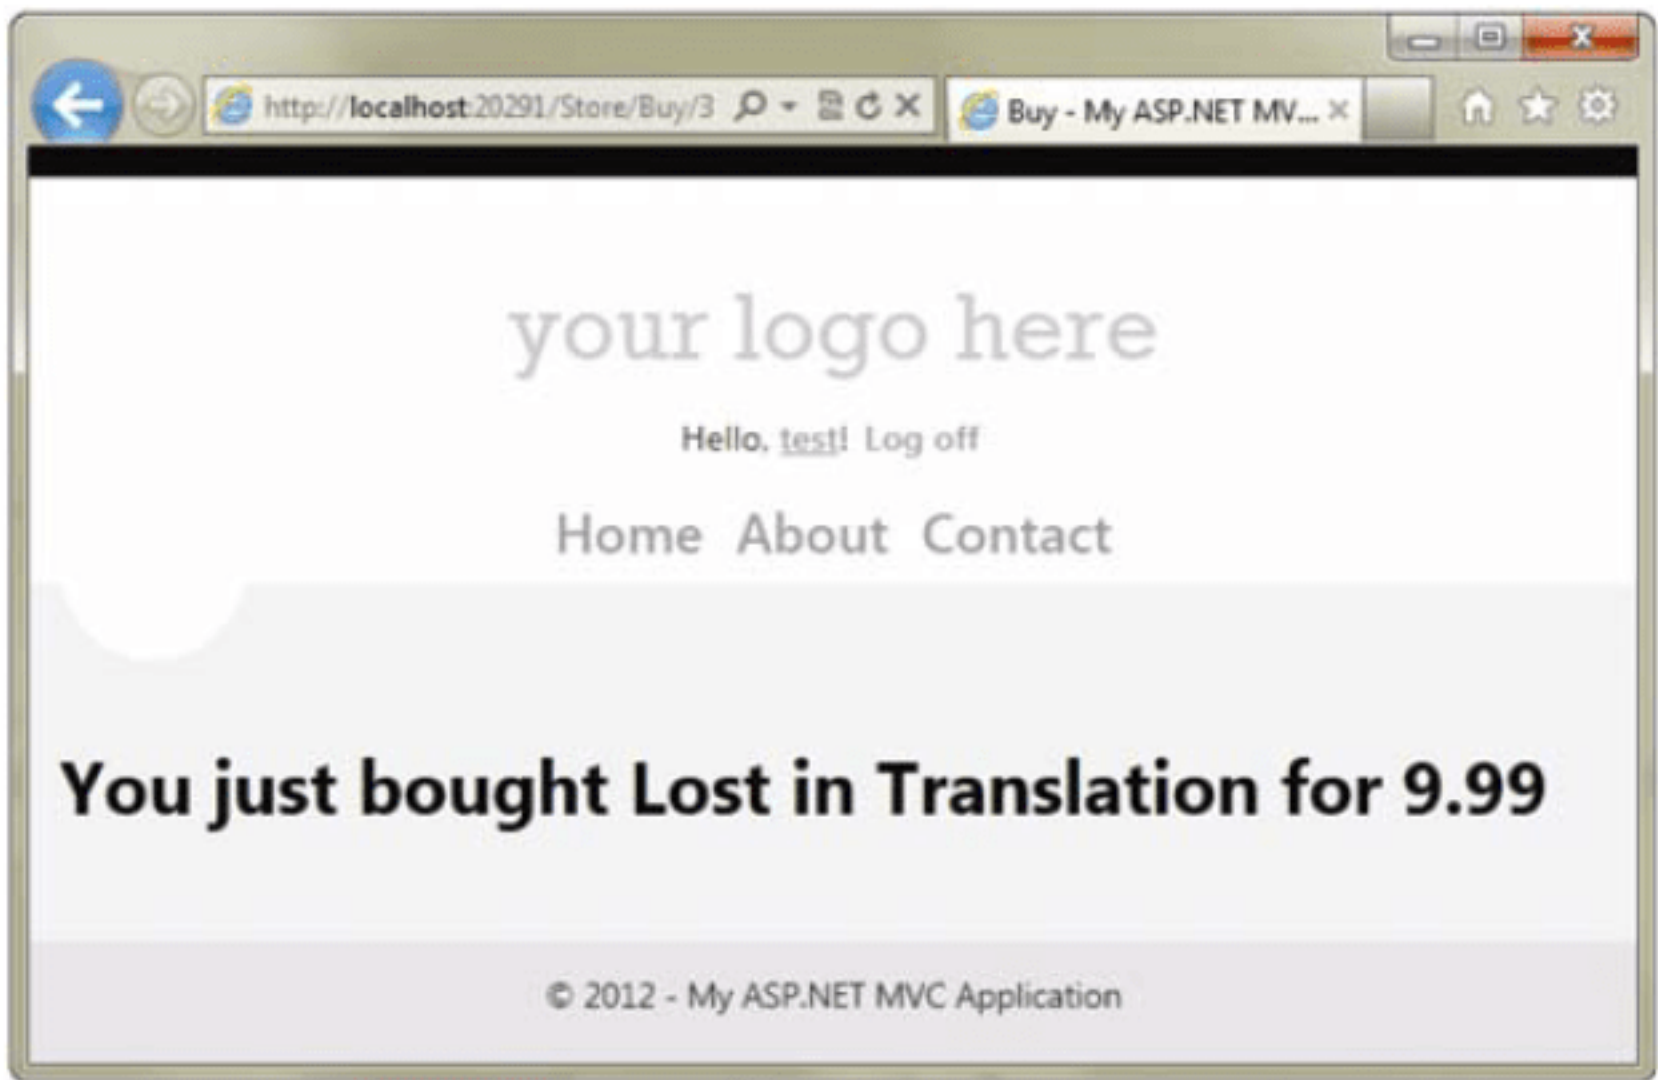 http://localhost:20291/Store/Buy/3
Buy - My ASP.NET MV...
your logo here
Hello, test! Log off
Home About Contact
You just bought Lost in Translation for 9.99
© 2012 - My ASP.NET MVC Application